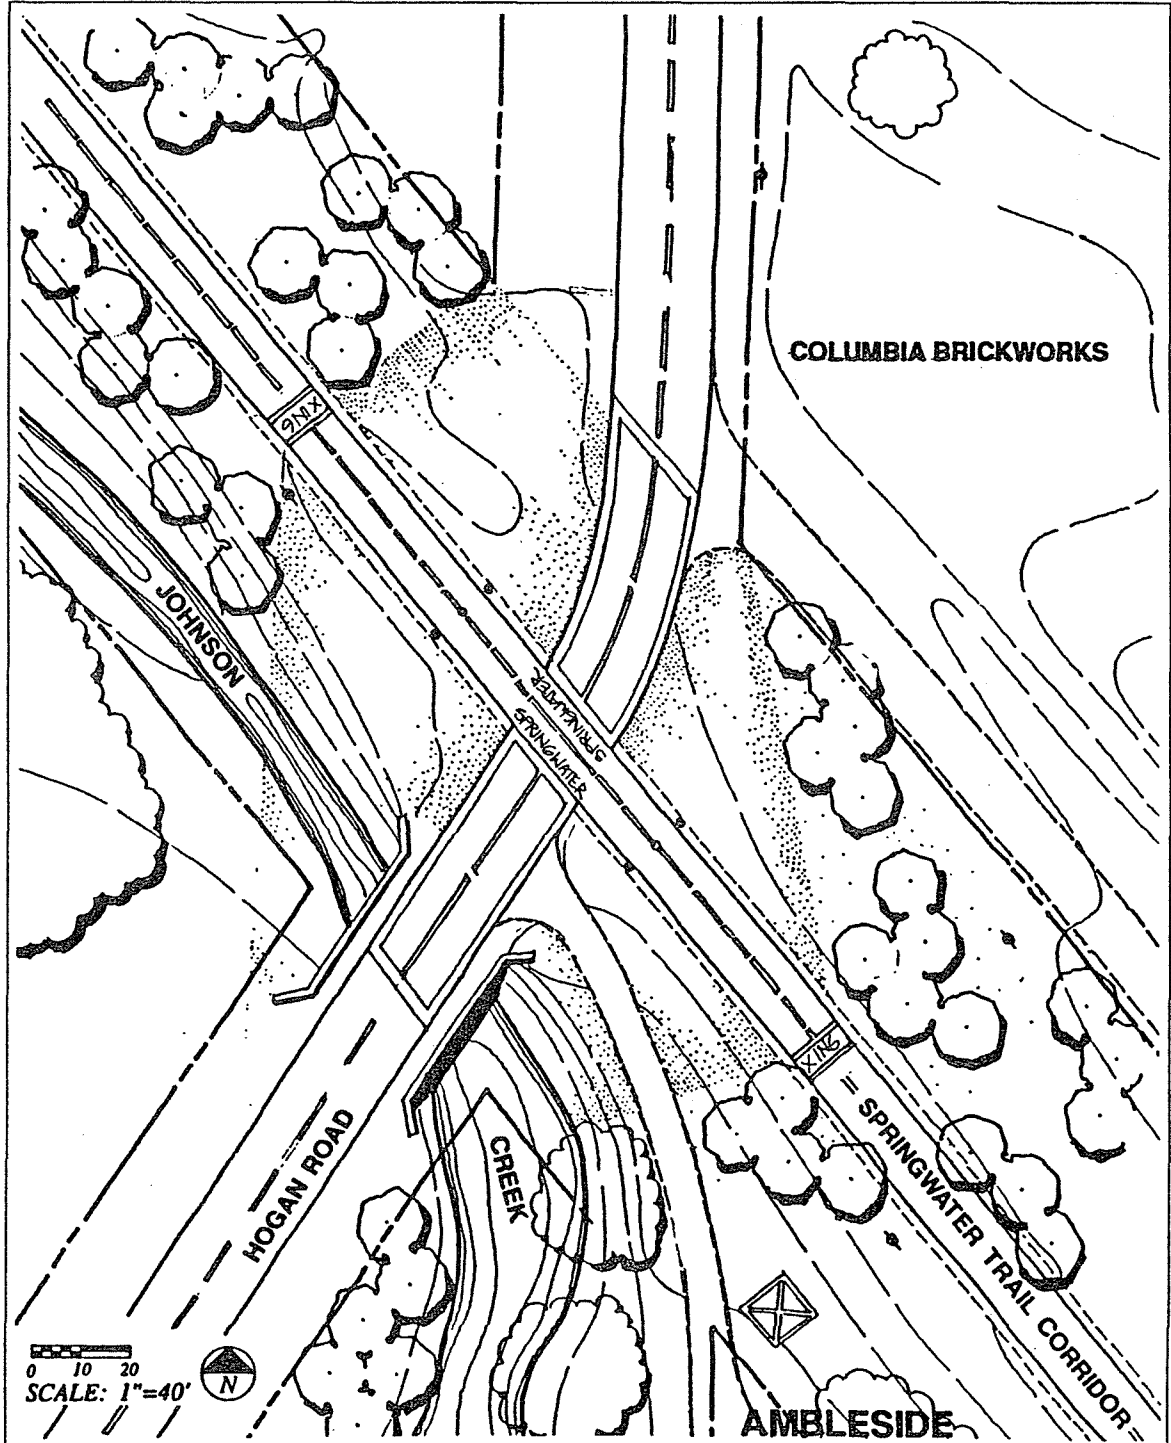 COLUMBIA BRICKWORKS
XING
JOHNSON
SPRINGWATER
SPRINGWATER
XING
= SPRINGWATER TRAIL CORRIDOR =
HOGAN ROAD
CREEK
0 10 20
SCALE: 1"=40'
N
AMBLESIDE